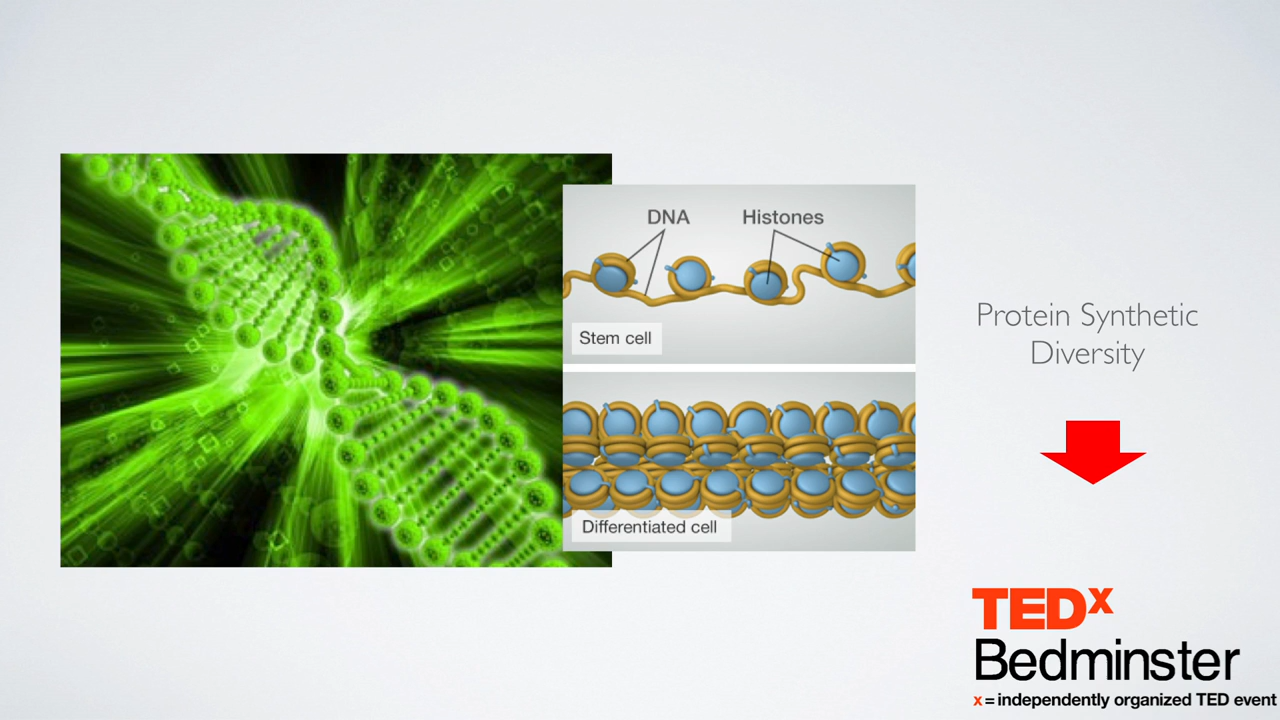 DNA
Histones
Stem cell
Differentiated cell
Protein Synthetic
Diversity
TEDx
Bedminster
x = independently organized TED event